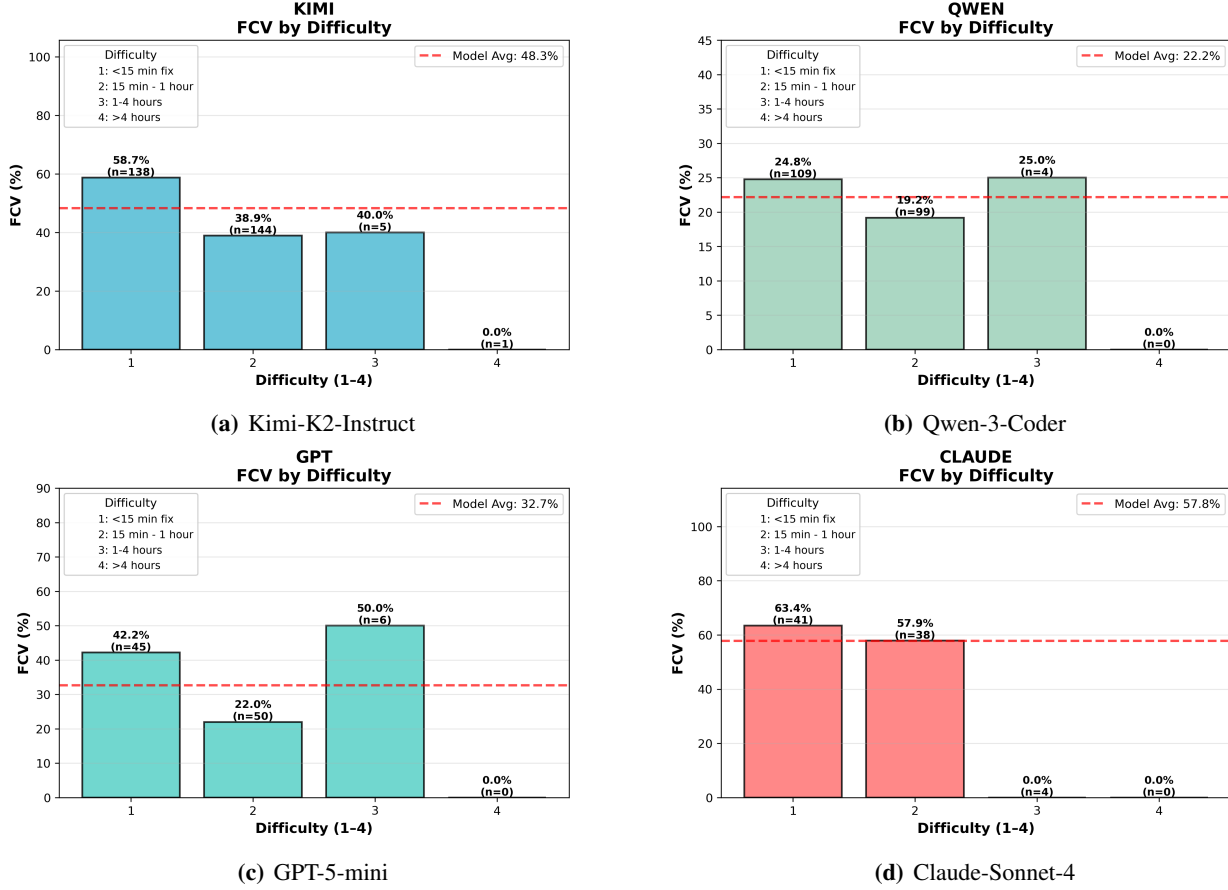 KIMI
FCV by Difficulty
Difficulty
1: <15 min fix
2: 15 min - 1 hour
3: 1-4 hours
4: >4 hours
Model Avg: 48.3%
100
80
60
40
20
0
FCV (%)
58.7%
(n=138)
38.9%
(n=144)
40.0%
(n=5)
0.0%
(n=1)
1 2 3 4
Difficulty (1–4)
(a) Kimi-K2-Instruct
QWEN
FCV by Difficulty
Difficulty
1: <15 min fix
2: 15 min - 1 hour
3: 1-4 hours
4: >4 hours
Model Avg: 22.2%
45
40
35
30
25
20
15
10
5
0
FCV (%)
24.8%
(n=109)
19.2%
(n=99)
25.0%
(n=4)
0.0%
(n=0)
1 2 3 4
Difficulty (1–4)
(b) Qwen-3-Coder
GPT
FCV by Difficulty
Difficulty
1: <15 min fix
2: 15 min - 1 hour
3: 1-4 hours
4: >4 hours
Model Avg: 32.7%
90
80
70
60
50
40
30
20
10
0
FCV (%)
42.2%
(n=45)
22.0%
(n=50)
50.0%
(n=6)
0.0%
(n=0)
1 2 3 4
Difficulty (1–4)
(c) GPT-5-mini
CLAUDE
FCV by Difficulty
Difficulty
1: <15 min fix
2: 15 min - 1 hour
3: 1-4 hours
4: >4 hours
Model Avg: 57.8%
100
80
60
40
20
0
FCV (%)
63.4%
(n=41)
57.9%
(n=38)
0.0%
(n=4)
0.0%
(n=0)
1 2 3 4
Difficulty (1–4)
(d) Claude-Sonnet-4